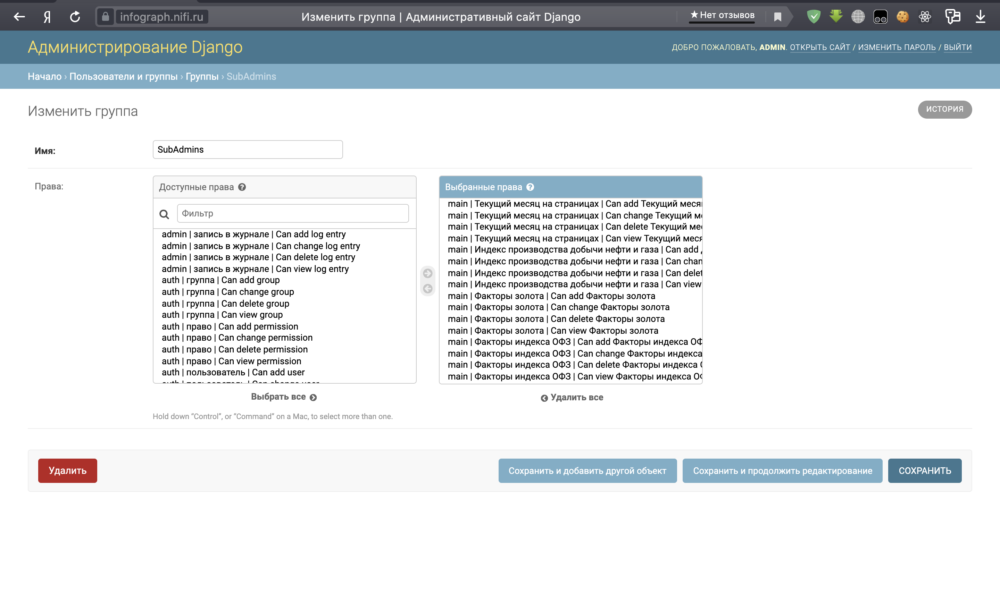 Я
infograph.nifi.ru
Изменить группа | Административный сайт Django
★ Нет отзывов
Администрирование Django
ДОБРО ПОЖАЛОВАТЬ, ADMIN. ОТКРЫТЬ САЙТ / ИЗМЕНИТЬ ПАРОЛЬ / ВЫЙТИ
Начало › Пользователи и группы › Группы › SubAdmins
Изменить группа
ИСТОРИЯ
Имя:
SubAdmins
Права:
Доступные права
Фильтр
admin | запись в журнале | Can add log entry
admin | запись в журнале | Can change log entry
admin | запись в журнале | Can delete log entry
admin | запись в журнале | Can view log entry
auth | группа | Can add group
auth | группа | Can change group
auth | группа | Can delete group
auth | группа | Can view group
auth | право | Can add permission
auth | право | Can change permission
auth | право | Can delete permission
auth | право | Can view permission
auth | пользователь | Can add user
auth | пользователь | Can change user
Выбрать все
Hold down “Control”, or “Command” on a Mac, to select more than one.
Выбранные права
main | Текущий месяц на страницах | Can add Текущий меся
main | Текущий месяц на страницах | Can change Текущий м
main | Текущий месяц на страницах | Can delete Текущий ме
main | Текущий месяц на страницах | Can view Текущий меся
main | Индекс производства добычи нефти и газа | Can add
main | Индекс производства добычи нефти и газа | Can chan
main | Индекс производства добычи нефти и газа | Can delet
main | Индекс производства добычи нефти и газа | Can view
main | Факторы золота | Can add Факторы золота
main | Факторы золота | Can change Факторы золота
main | Факторы золота | Can delete Факторы золота
main | Факторы золота | Can view Факторы золота
main | Факторы индекса ОФЗ | Can add Факторы индекса ОФ
main | Факторы индекса ОФЗ | Can change Факторы индекса
main | Факторы индекса ОФЗ | Can delete Факторы индекса
main | Факторы индекса ОФЗ | Can view Факторы индекса ОФ
Удалить все
Удалить
Сохранить и добавить другой объект
Сохранить и продолжить редактирование
СОХРАНИТЬ